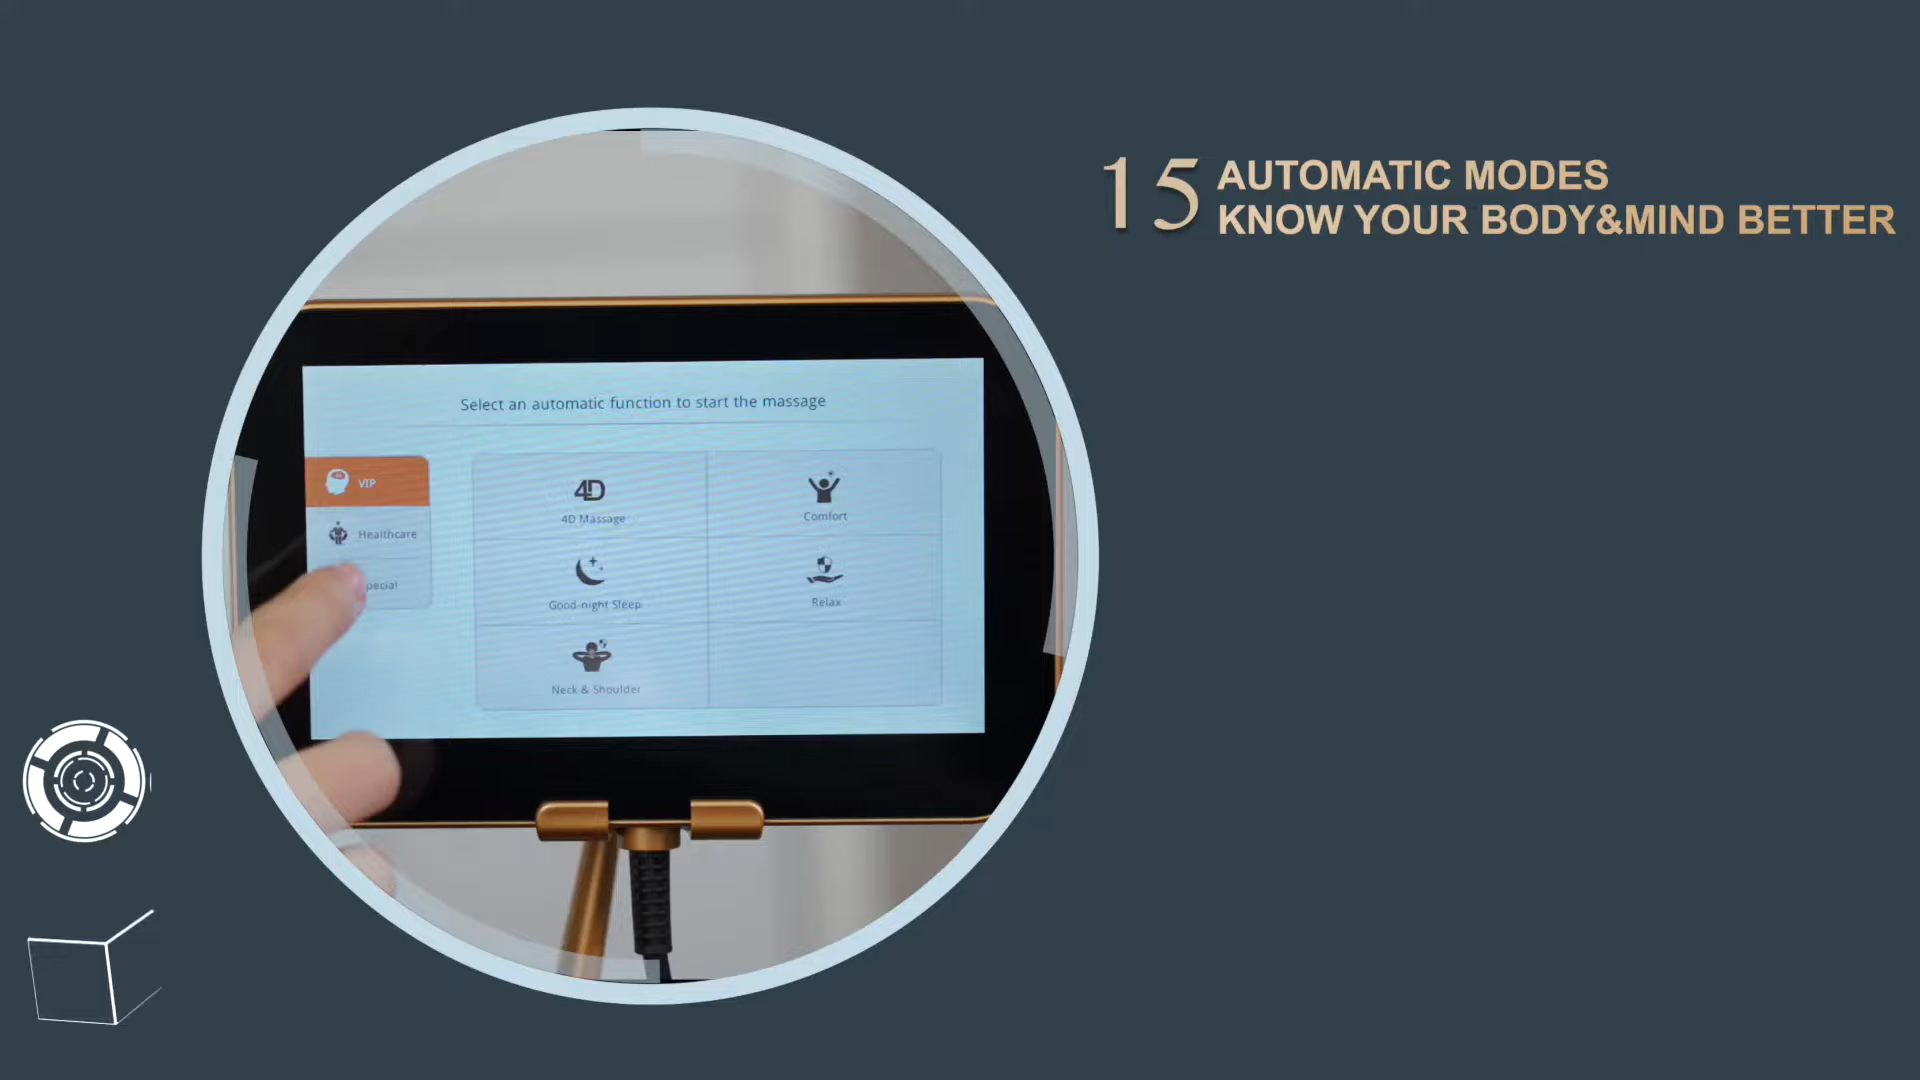 15 AUTOMATIC MODES
KNOW YOUR BODY&MIND BETTER
Select an automatic function to start the massage
VIP
Healthcare
pecial
4D
4D Massage
Comfort
Good-night Sleep
Relax
Neck & Shoulder